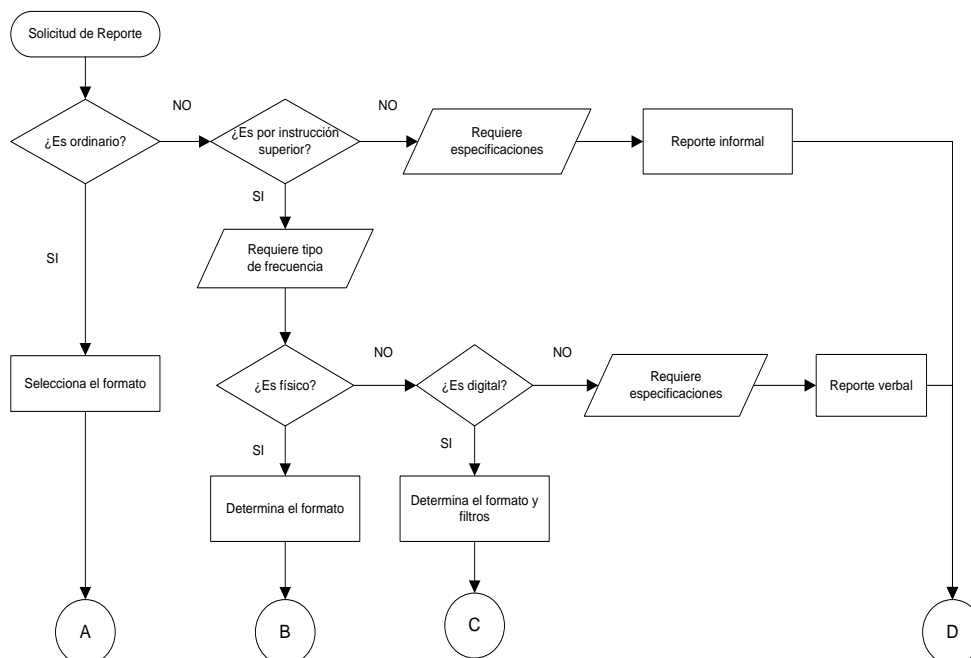 Solicitud de Reporte
¿Es ordinario?
NO
¿Es por instrucción
superior?
NO
Requiere
especificaciones
Reporte informal
SI
SI
Requiere tipo
de frecuencia
Selecciona el formato
¿Es físico?
NO
¿Es digital?
NO
Requiere
especificaciones
Reporte verbal
SI
SI
Determina el formato
Determina el formato y
filtros
A
B
C
D